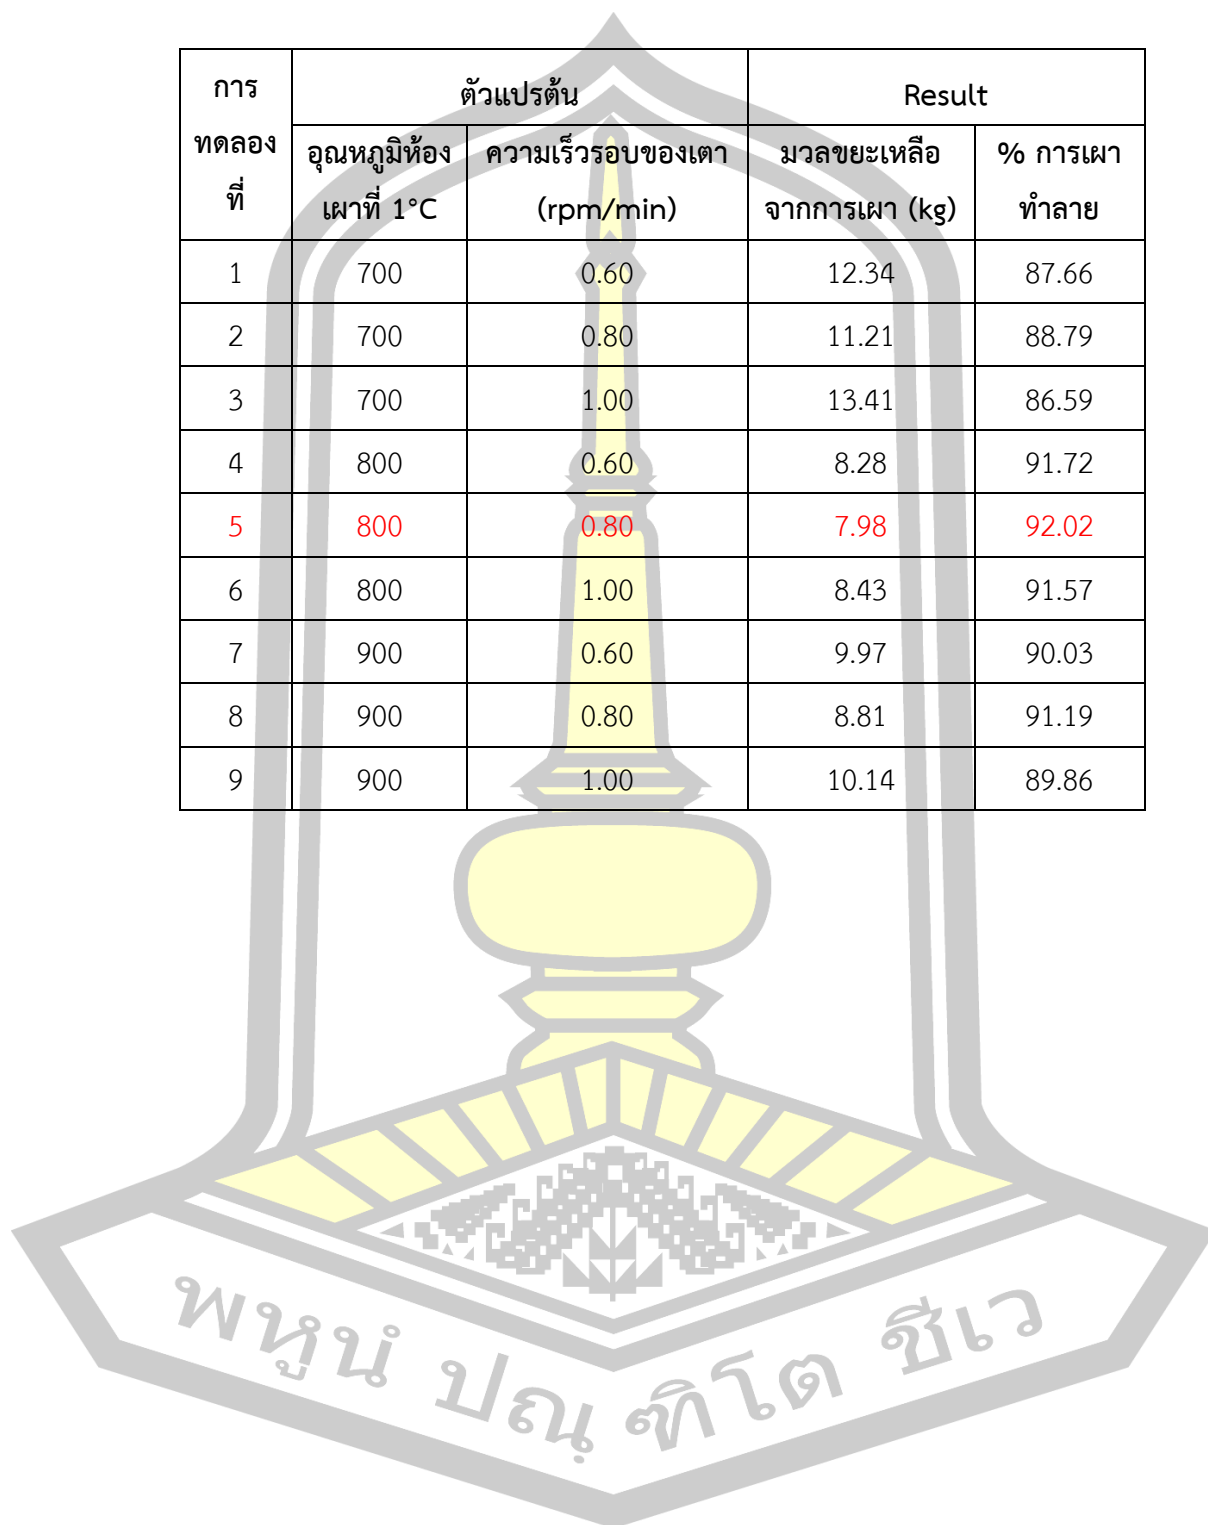 การทดลองที่ ตัวแปรต้น Result
อุณหภูมิห้องเผาที่ 1°C ความเร็วรอบของเตา (rpm/min) มวลขยะเหลือจากการเผา (kg) % การเผาทำลาย
1 700 0.60 12.34 87.66
2 700 0.80 11.21 88.79
3 700 1.00 13.41 86.59
4 800 0.60 8.28 91.72
5 800 0.80 7.98 92.02
6 800 1.00 8.43 91.57
7 900 0.60 9.97 90.03
8 900 0.80 8.81 91.19
9 900 1.00 10.14 89.86
พหูนํ ปณฺฑิโต ชีเว